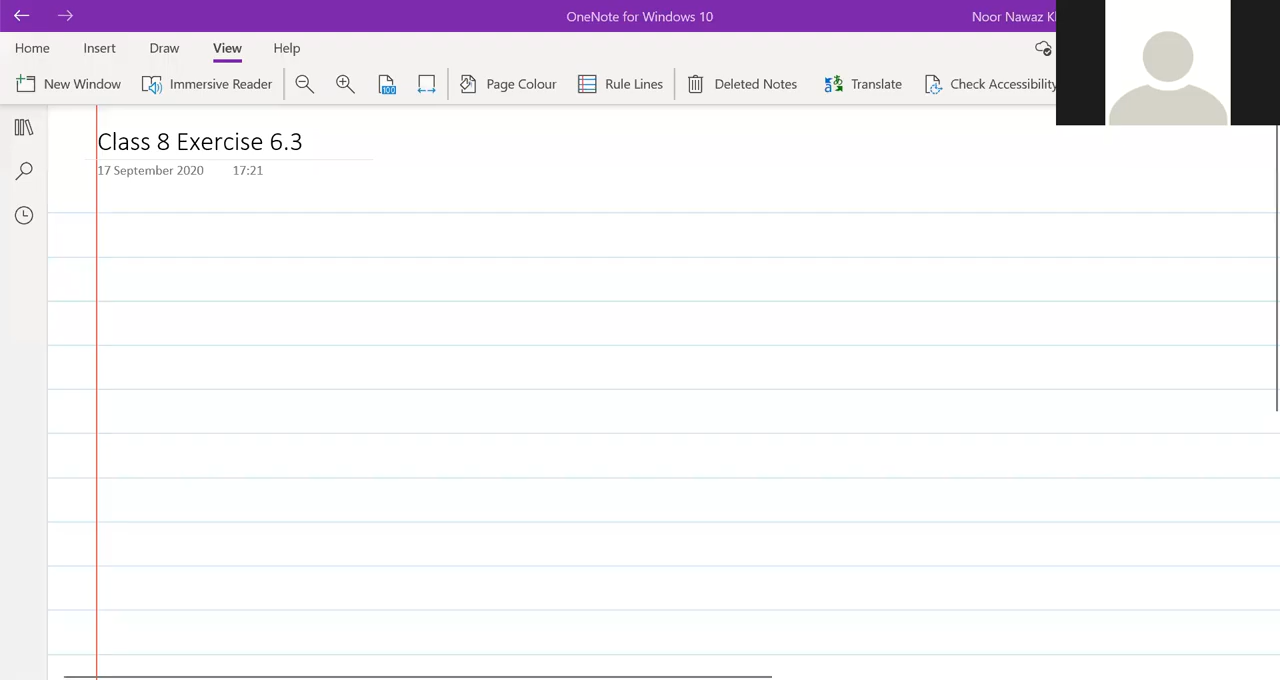 OneNote for Windows 10
Noor Nawaz
Home Insert Draw View Help
New Window Immersive Reader 100 Page Colour Rule Lines Deleted Notes Translate Check Accessibility
Class 8 Exercise 6.3
17 September 2020 17:21